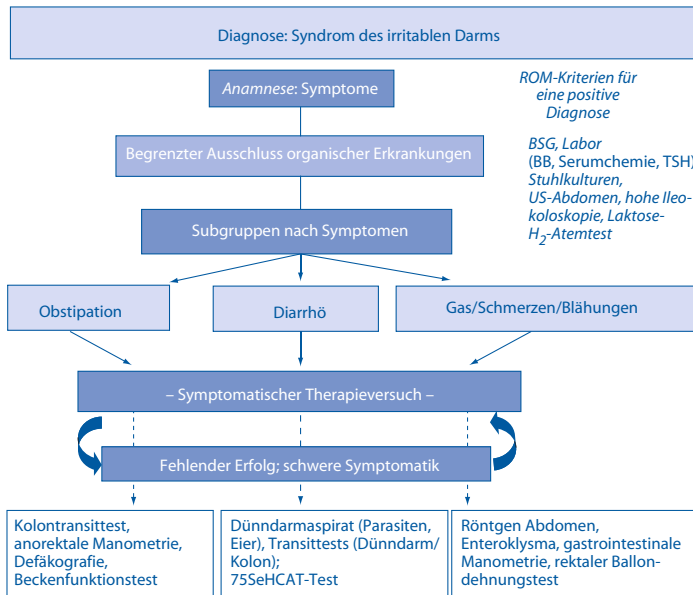 Diagnose: Syndrom des irritablen Darms
Anamnese: Symptome
ROM-Kriterien für
eine positive
Diagnose
Begrenzter Ausschluss organischer Erkrankungen
BSG, Labor
(BB, Serumchemie, TSH)
Stuhlkulturen,
US-Abdomen, hohe Ileo-
koloskopie, Laktose-
H2-Atemtest
Subgruppen nach Symptomen
Obstipation
Diarrhö
Gas/Schmerzen/Blähungen
– Symptomatischer Therapieversuch –
Fehlender Erfolg; schwere Symptomatik
Kolontransittest,
anorektale Manometrie,
Defäkografie,
Beckenfunktionstest
Dünndarmaspirat (Parasiten,
Eier), Transittests (Dünndarm/
Kolon);
75SeHCAT-Test
Röntgen Abdomen,
Enteroklysma, gastrointestinale
Manometrie, rektaler Ballon-
dehnungstest